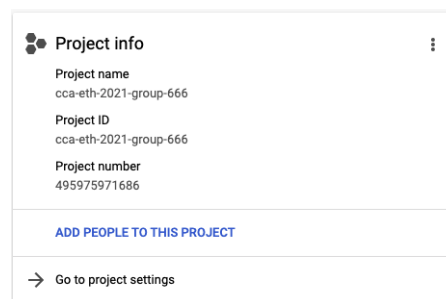 Project info
Project name
cca-eth-2021-group-666
Project ID
cca-eth-2021-group-666
Project number
495975971686
ADD PEOPLE TO THIS PROJECT
Go to project settings